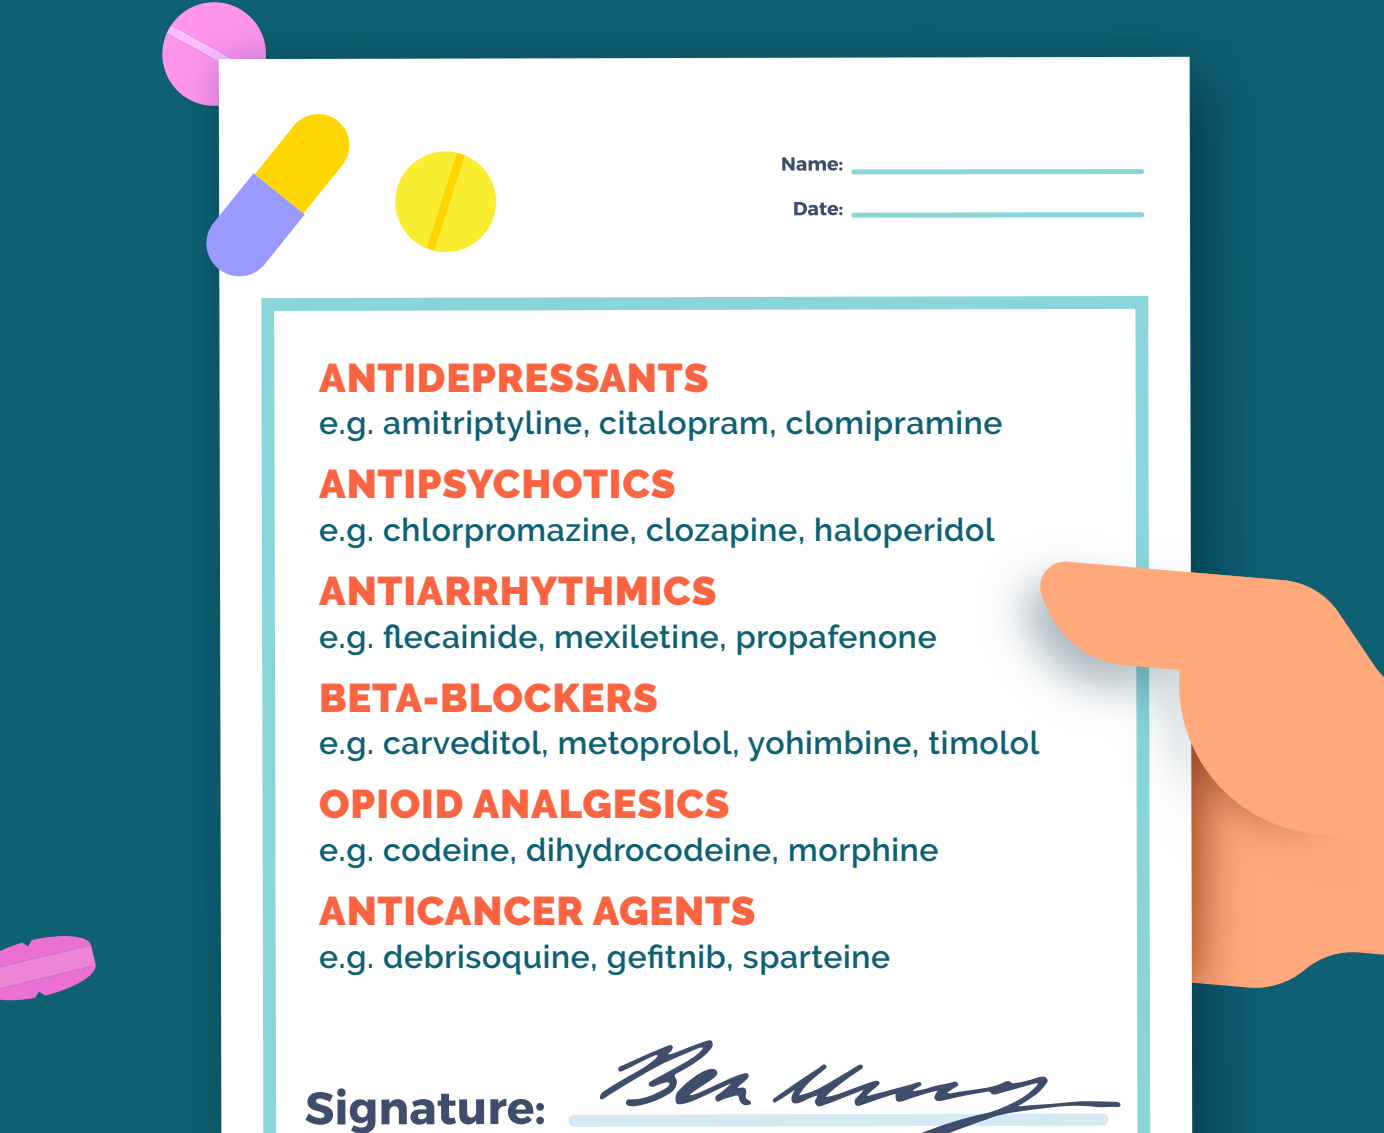 Name:
Date:
ANTIDEPRESSANTS
e.g. amitriptyline, citalopram, clomipramine
ANTIPSYCHOTICS
e.g. chlorpromazine, clozapine, haloperidol
ANTIARRHYTHMICS
e.g. flecainide, mexiletine, propafenone
BETA-BLOCKERS
e.g. carveditol, metoprolol, yohimbine, timolol
OPIOID ANALGESICS
e.g. codeine, dihydrocodeine, morphine
ANTICANCER AGENTS
e.g. debrisoquine, gefitnib, sparteine
Signature: Ben